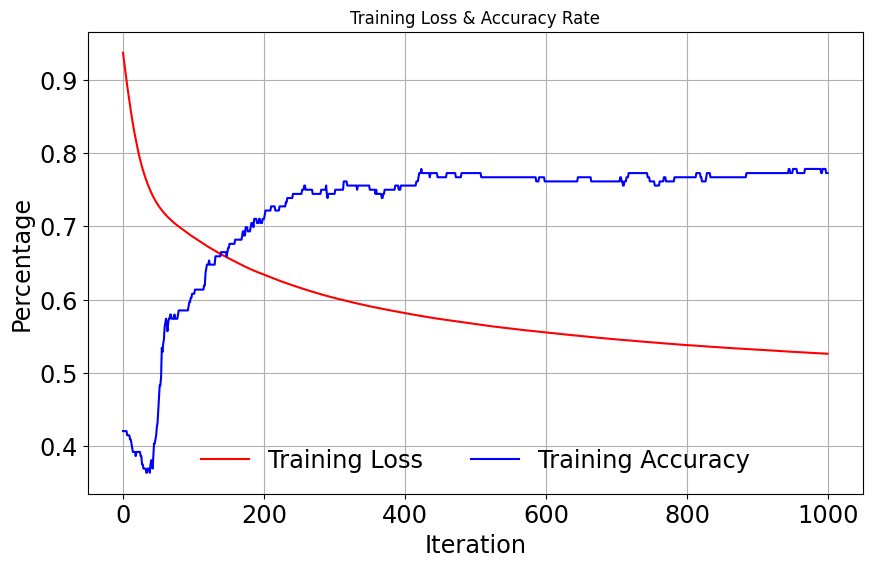 Training Loss & Accuracy Rate
Percentage
0.9
0.8
0.7
0.6
0.5
0.4
Training Loss
Training Accuracy
0 200 400 600 800 1000
Iteration